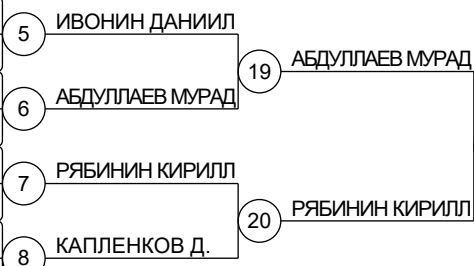 5 ИВОНИН ДАНИИЛ
19 АБДУЛЛАЕВ МУРАД
6 АБДУЛЛАЕВ МУРАД
7 РЯБИНИН КИРИЛЛ
20 РЯБИНИН КИРИЛЛ
8 КАПЛЕНКОВ Д.